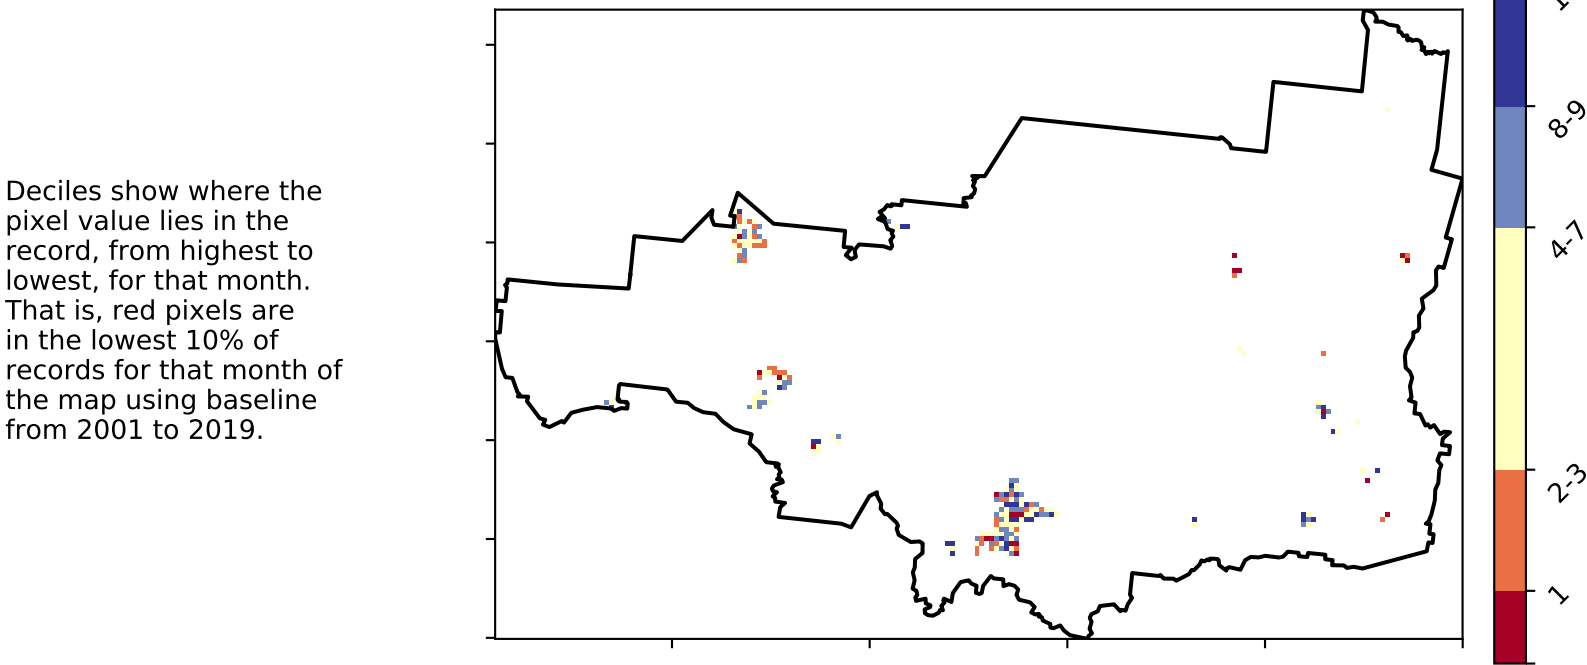 Deciles show where the
pixel value lies in the
record, from highest to
lowest, for that month.
That is, red pixels are
in the lowest 10% of
records for that month of
the map using baseline
from 2001 to 2019.
8-9
4-7
2-3
1